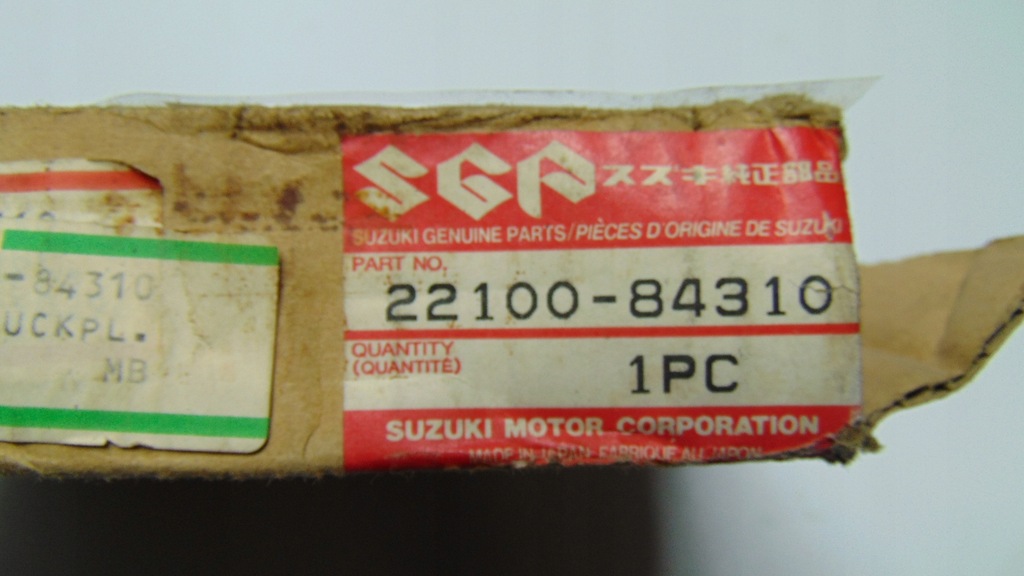 -84310
UCKPL.
MB
SGP スズキ純正部品
SUZUKI GENUINE PARTS/PIÈCES D'ORIGINE DE SUZUKI
PART NO.
22100-84310
QUANTITY
(QUANTITÉ)
1PC
SUZUKI MOTOR CORPORATION
MADE IN JAPAN FABRIQUE AU JAPON